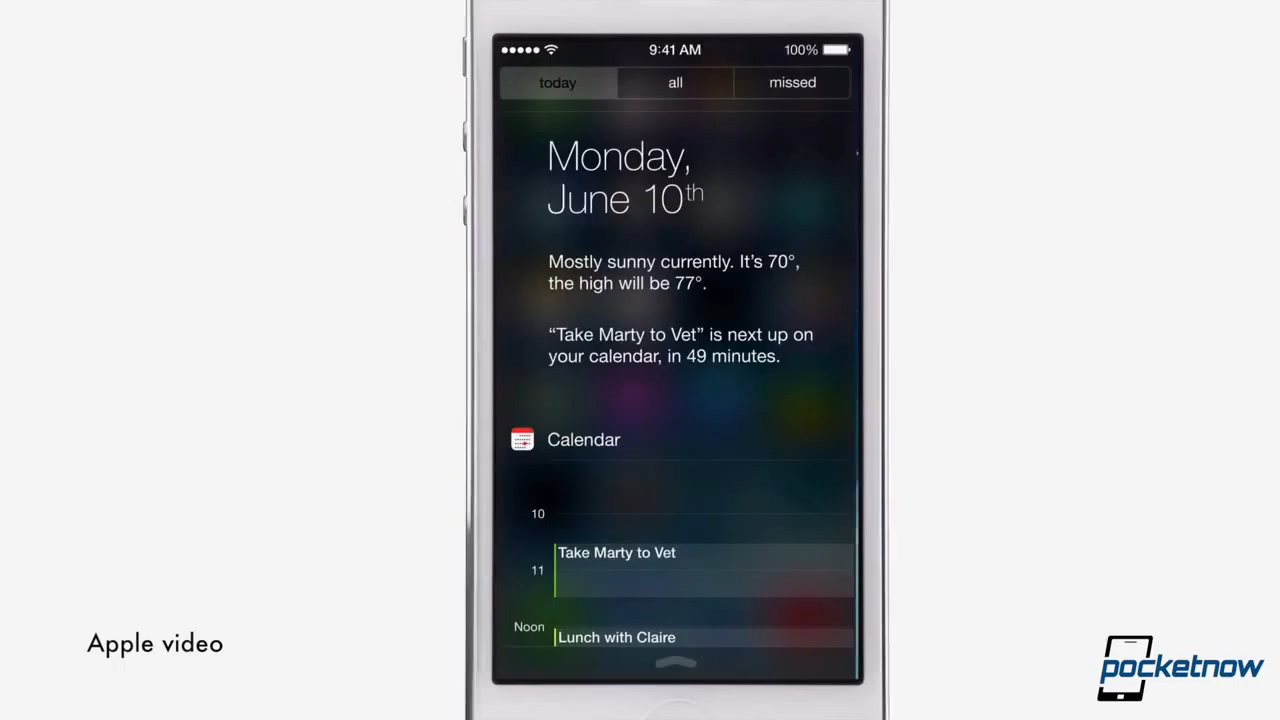 9:41 AM
100%
today
all
missed
Monday,
June 10th
Mostly sunny currently. It's 70°,
the high will be 77°.
“Take Marty to Vet” is next up on
your calendar, in 49 minutes.
Calendar
10
Take Marty to Vet
11
Noon
Lunch with Claire
Apple video
pocketnow